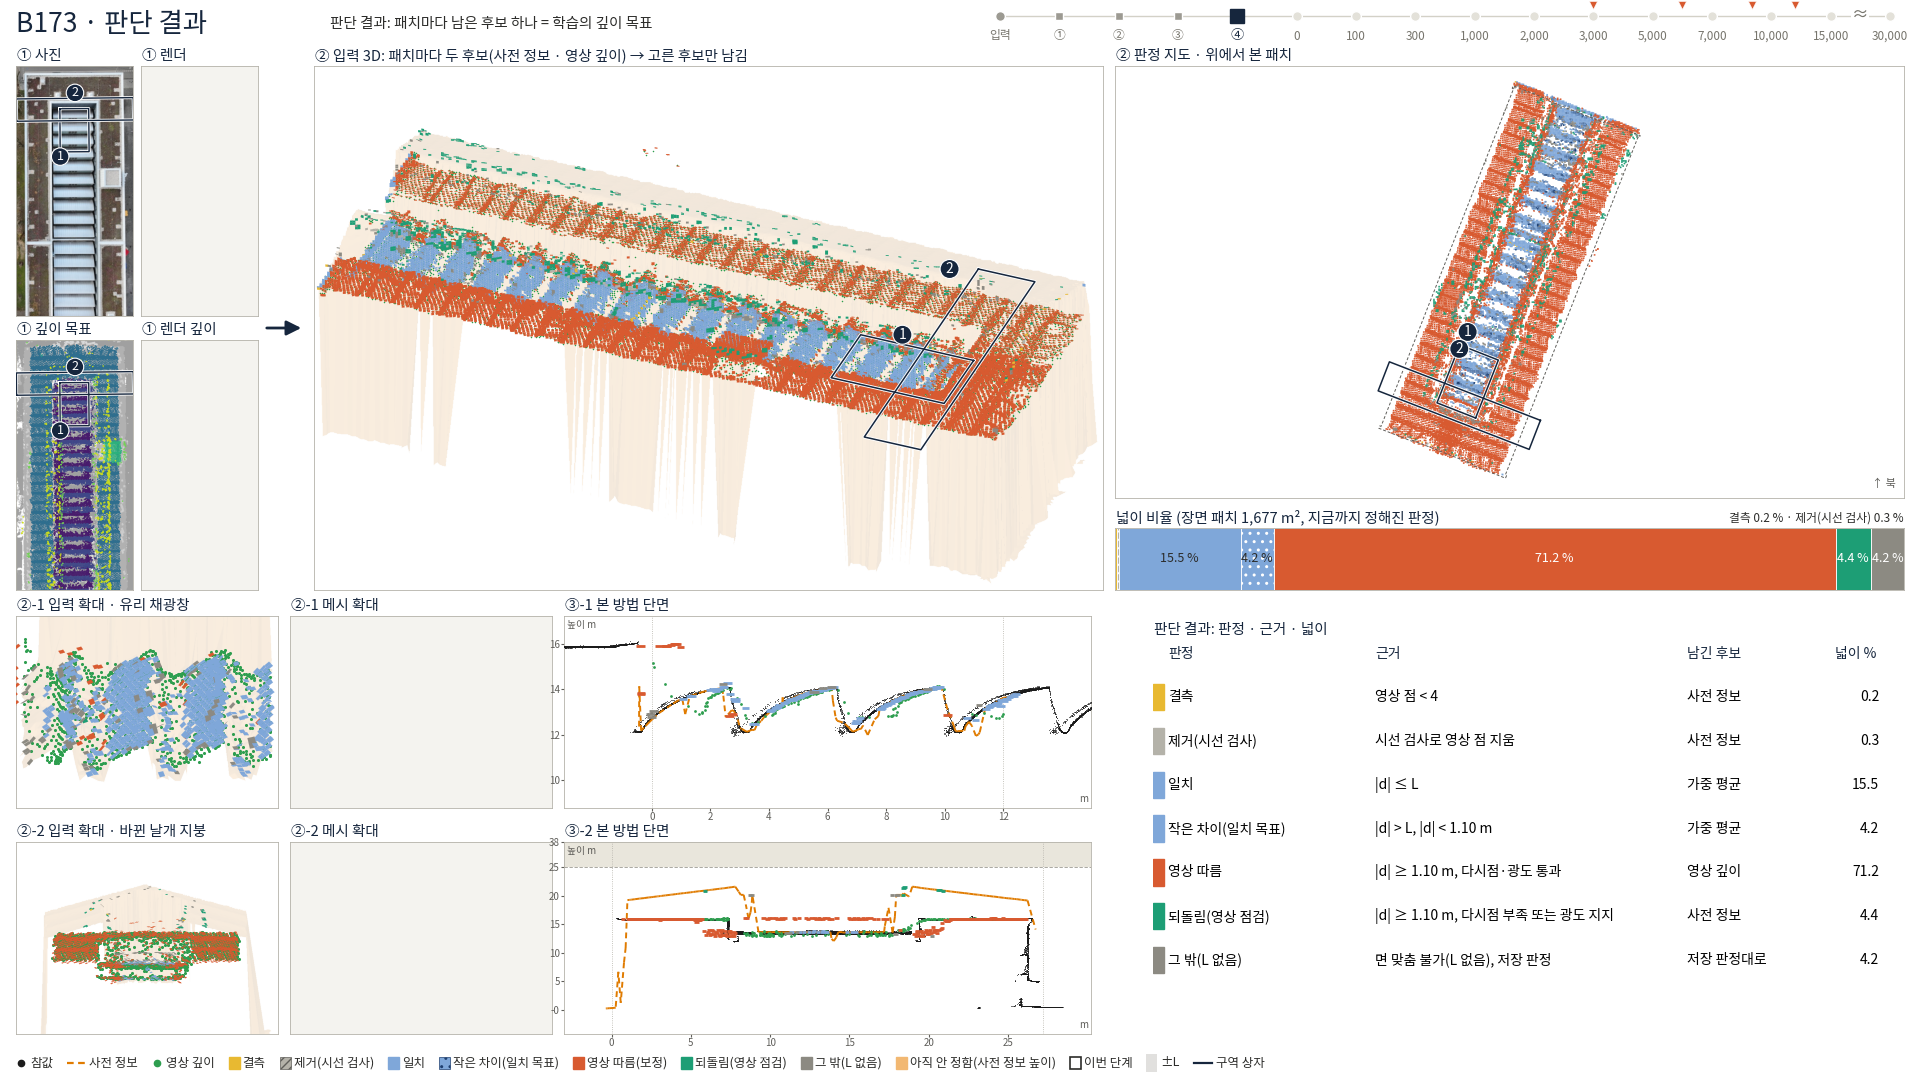 B173 · 판단 결과
판단 결과: 패치마다 남은 후보 하나 = 학습의 깊이 목표
입력 ① ② ③ ④ 0 100 300 1,000 2,000 3,000 5,000 7,000 10,000 15,000 ≈ 30,000
① 사진
① 렌더
② 입력 3D: 패치마다 두 후보(사전 정보 · 영상 깊이) → 고른 후보만 남김
② 판정 지도 · 위에서 본 패치
2
1
① 깊이 목표
① 렌더 깊이
2
1
2
1
1
2
↑ 북
넓이 비율 (장면 패치 1,677 m², 지금까지 정해진 판정)
결측 0.2 % · 제거(시선 검사) 0.3 %
15.5 %
4.2 %
71.2 %
4.4 %
4.2 %
②-1 입력 확대 · 유리 채광창
②-1 메시 확대
③-1 본 방법 단면
높이 m
16
14
12
10
0 2 4 6 8 10 12
m
②-2 입력 확대 · 바뀐 날개 지붕
②-2 메시 확대
③-2 본 방법 단면
높이 m
38
25
20
15
10
5
0
0 5 10 15 20 25
m
판단 결과: 판정 · 근거 · 넓이
판정 근거 남긴 후보 넓이 %
결측 영상 점 < 4 사전 정보 0.2
제거(시선 검사) 시선 검사로 영상 점 지움 사전 정보 0.3
일치 |d| ≤ L 가중 평균 15.5
작은 차이(일치 목표) |d| > L, |d| < 1.10 m 가중 평균 4.2
영상 따름 |d| ≥ 1.10 m, 다시점·광도 통과 영상 깊이 71.2
되돌림(영상 점검) |d| ≥ 1.10 m, 다시점 부족 또는 광도 지지 사전 정보 4.4
그 밖(L 없음) 면 맞춤 불가(L 없음), 저장 판정 저장 판정대로 4.2
참값 사전 정보 영상 깊이 결측 제거(시선 검사) 일치 작은 차이(일치 목표) 영상 따름(보정) 되돌림(영상 점검) 그 밖(L 없음) 아직 안 정함(사전 정보 높이) 이번 단계 ±L 구역 상자